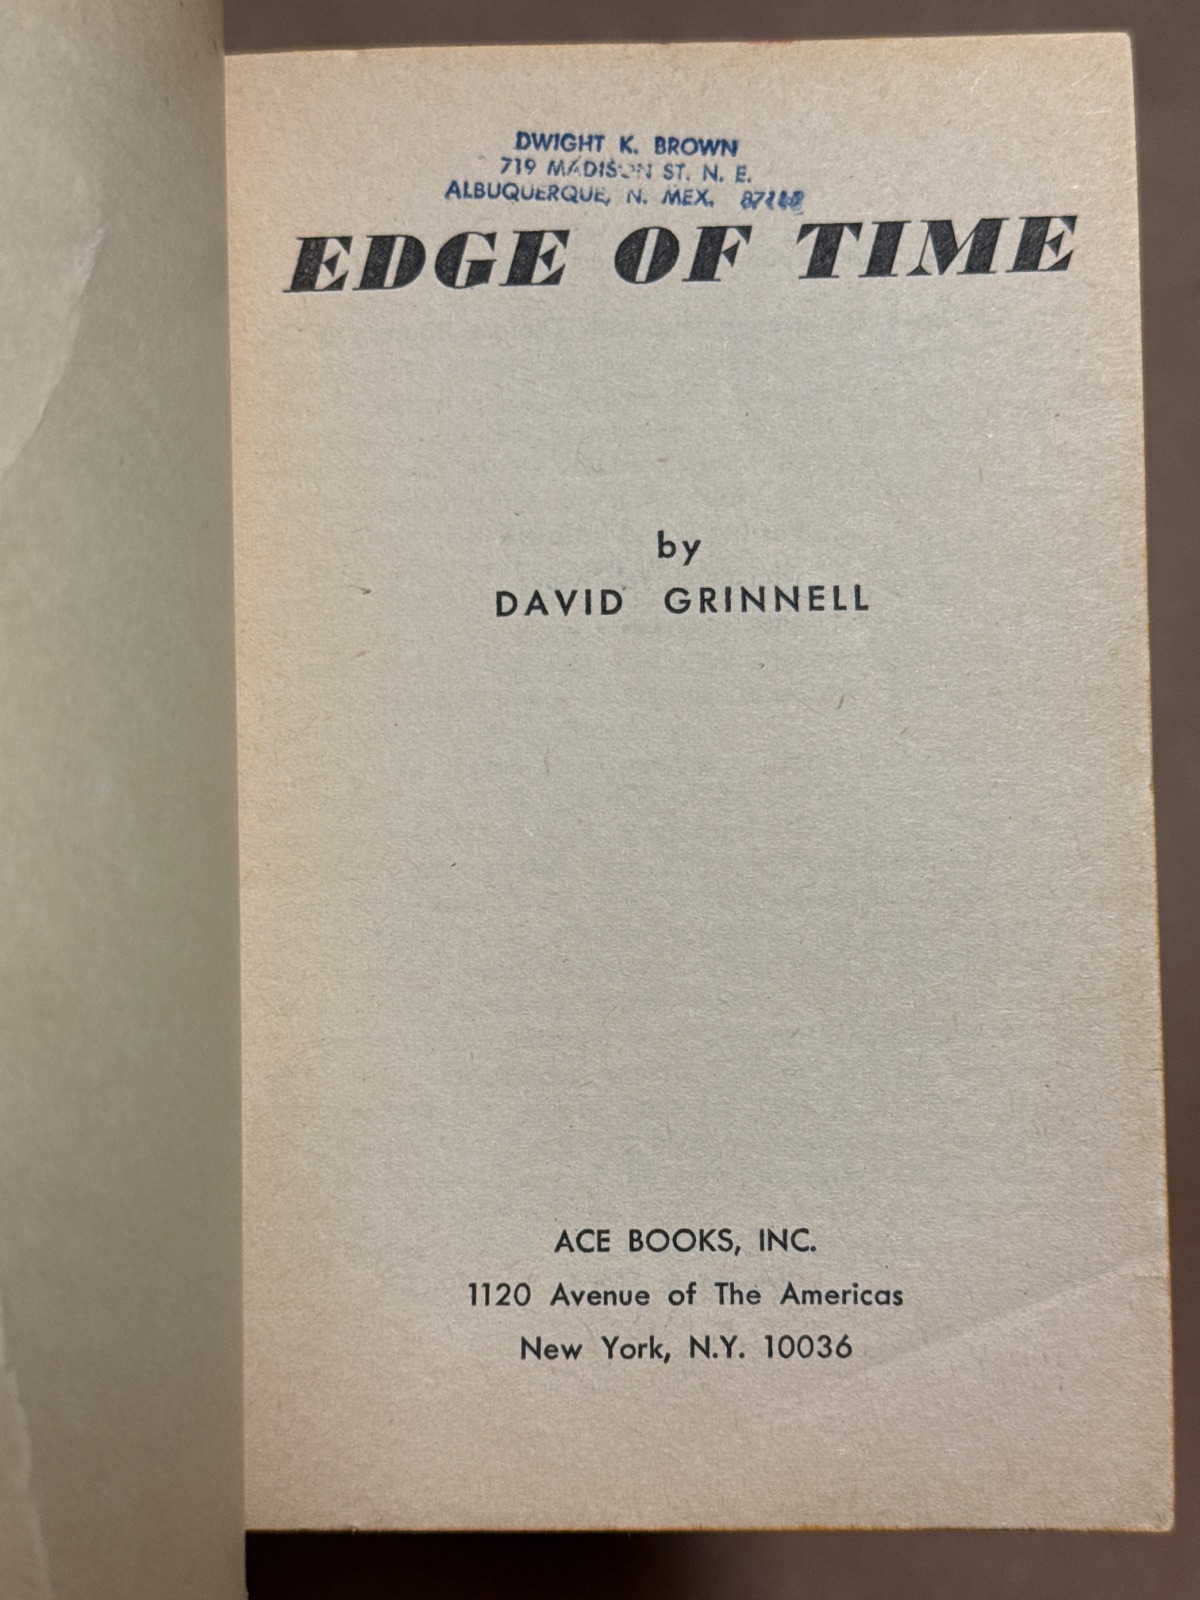 DWIGHT K. BROWN
719 MADISON ST. N. E.
ALBUQUERQUE, N. MEX.
EDGE OF TIME
by
DAVID GRINNELL
ACE BOOKS, INC.
1120 Avenue of The Americas
New York, N.Y. 10036